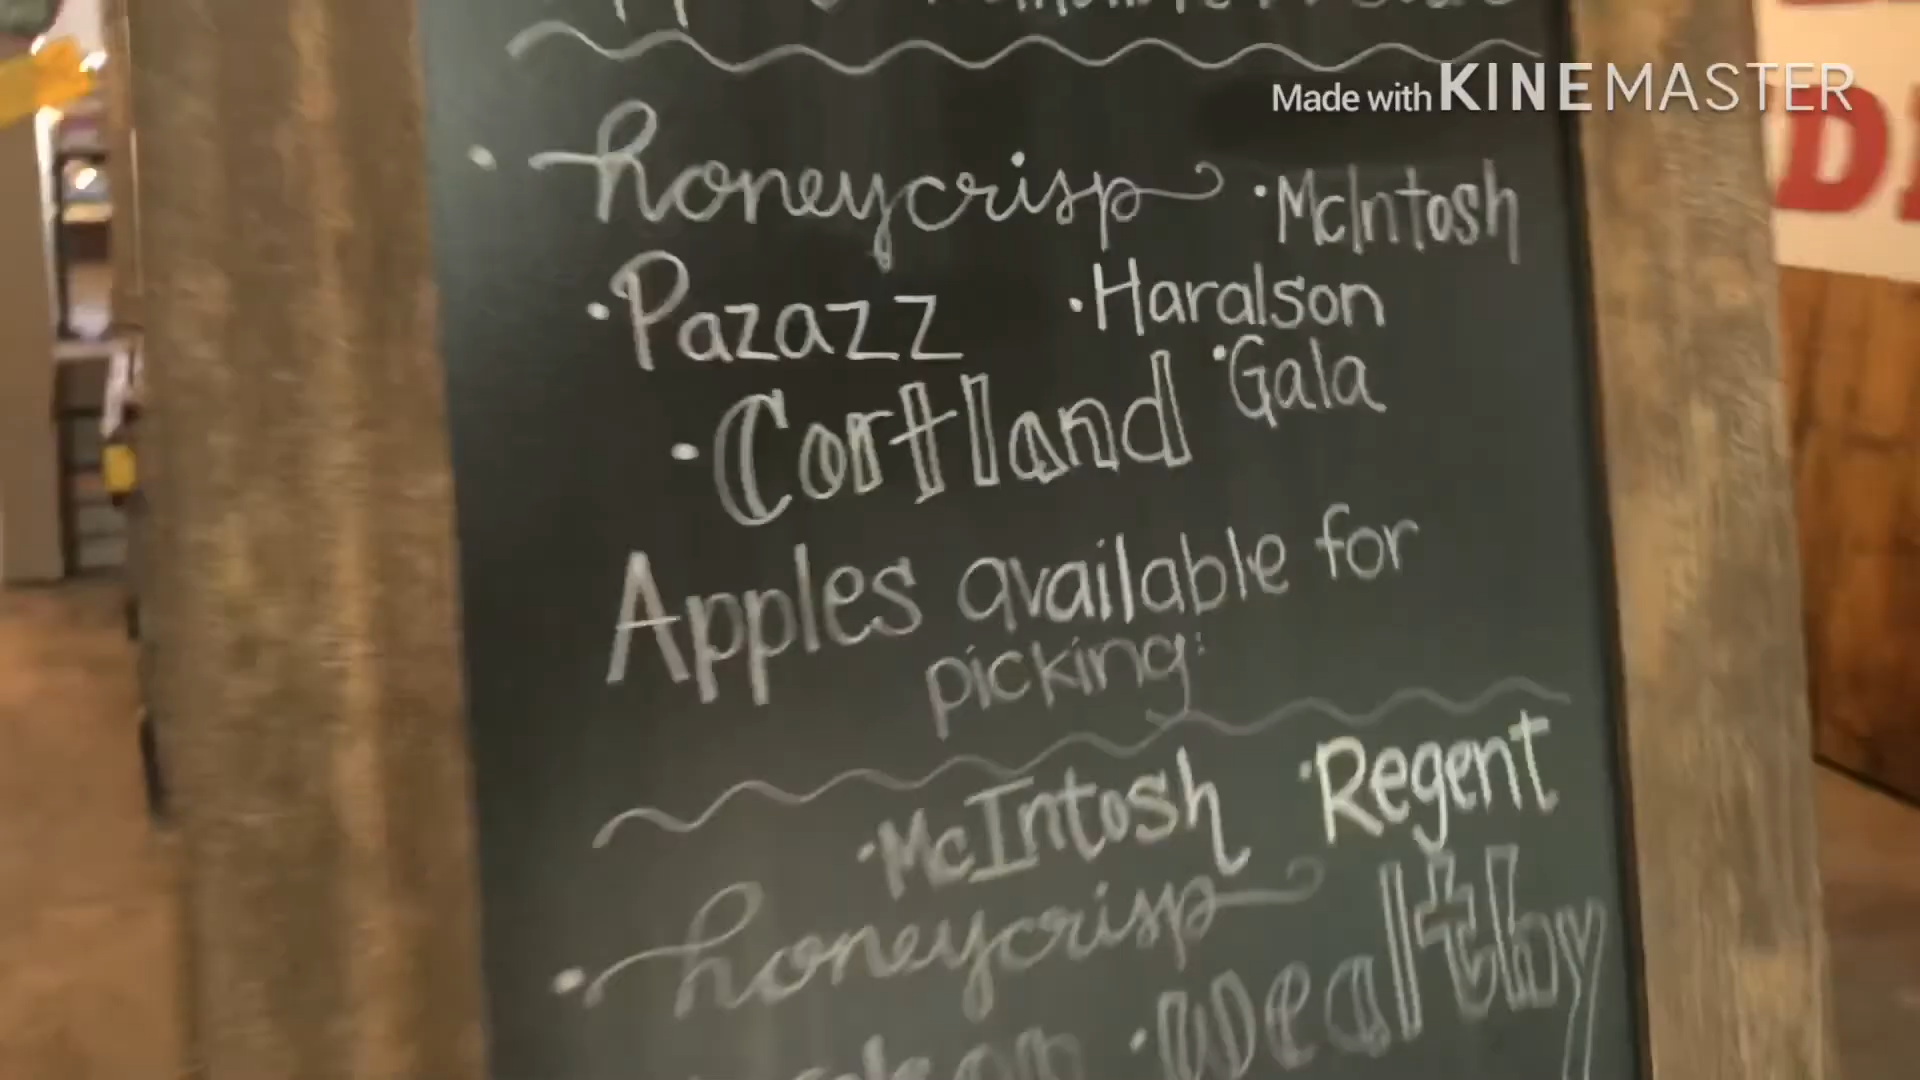 Made with KINEMASTER
• honeycrisp • McIntosh
• Pazazz • Haralson
• Cortland • Gala
Apples available for
picking:
• McIntosh • Regent
• honeycrisp
• Wealthy
D